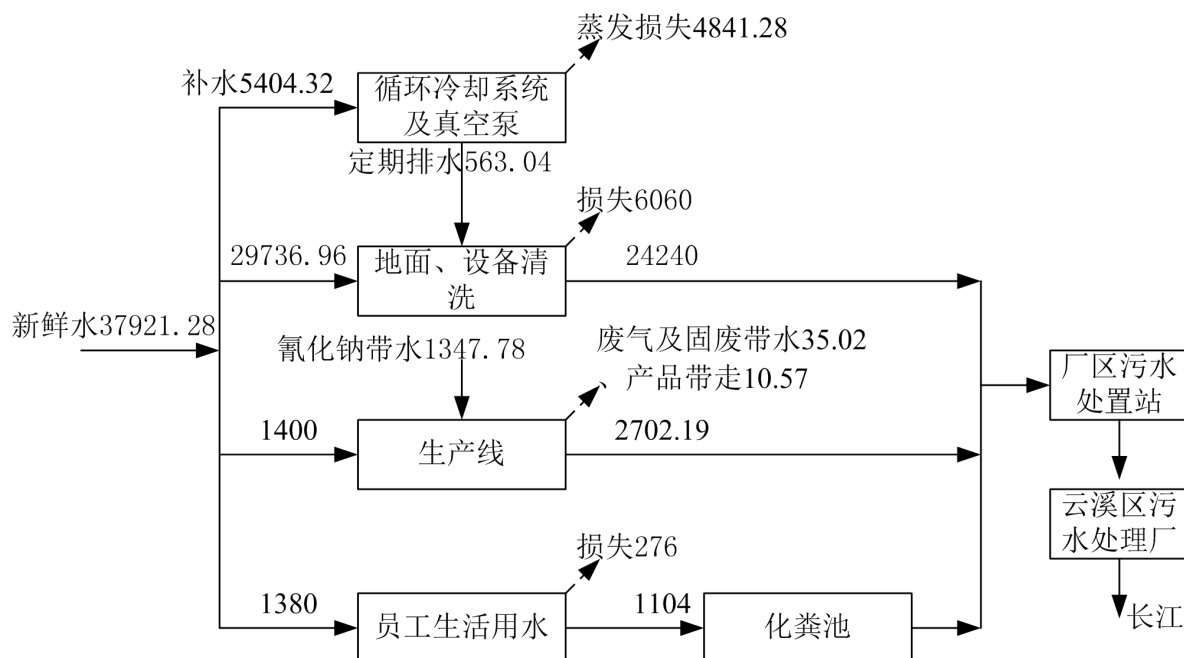 蒸发损失4841.28
补水5404.32
循环冷却系统
及真空泵
定期排水563.04
损失6060
29736.96
地面、设备清
洗
24240
新鲜水37921.28
氰化钠带水1347.78
废气及固废带水35.02
、产品带走10.57
1400
生产线
2702.19
厂区污水
处置站
云溪区污
水处理厂
长江
损失276
1380
员工生活用水
1104
化粪池